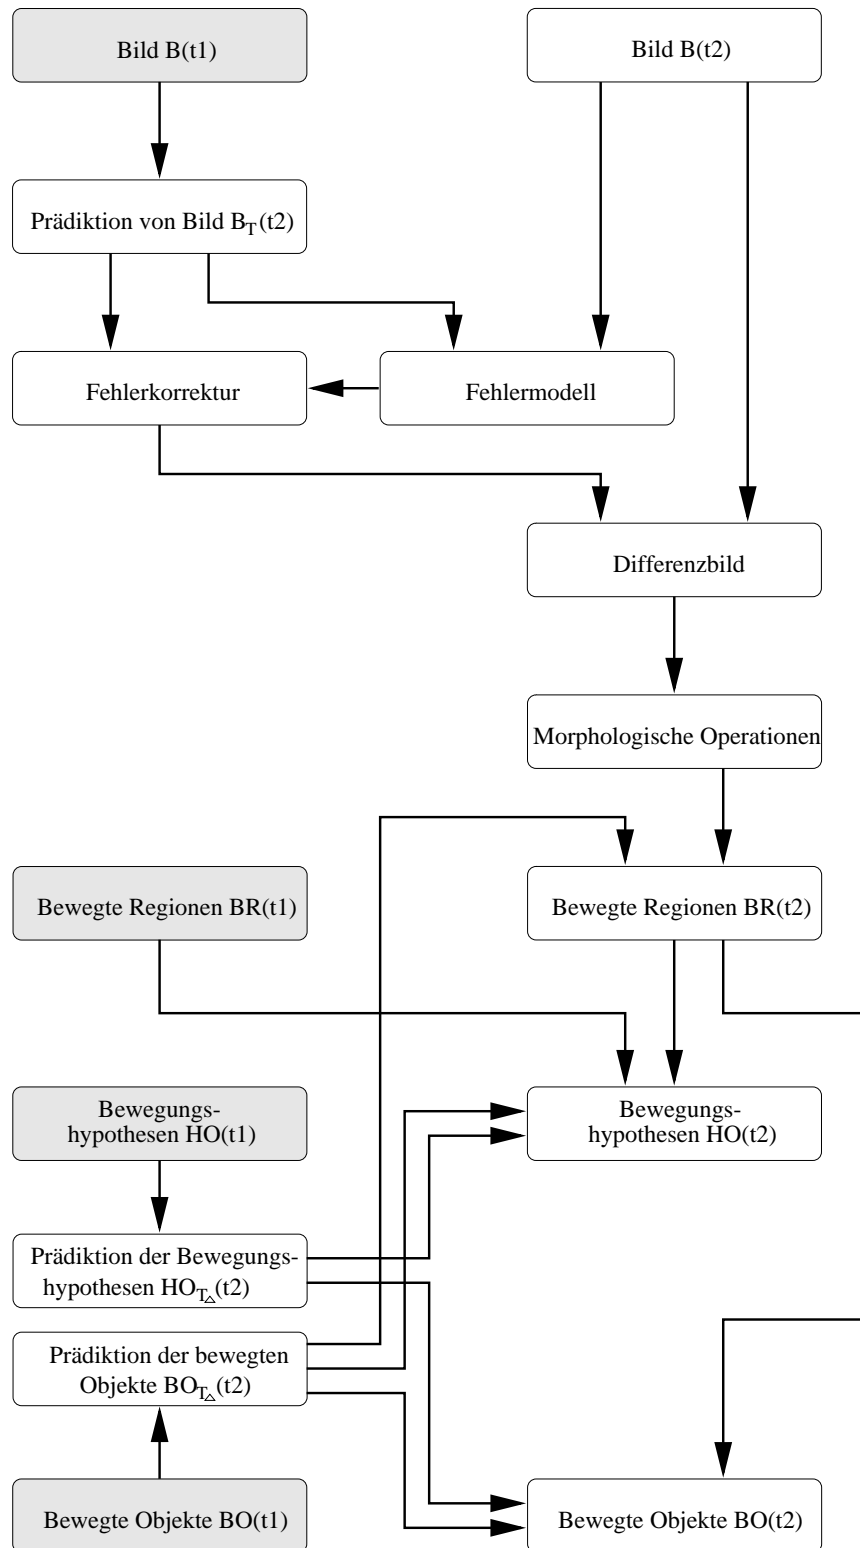 Bild B(t1)
Bild B(t2)
Prädiktion von Bild B_T(t2)
Fehlerkorrektur
Fehlermodell
Differenzbild
Morphologische Operationen
Bewegte Regionen BR(t1)
Bewegte Regionen BR(t2)
Bewegungs-
hypothesen HO(t1)
Bewegungs-
hypothesen HO(t2)
Prädiktion der Bewegungs-
hypothesen HO_T△(t2)
Prädiktion der bewegten
Objekte BO_T△(t2)
Bewegte Objekte BO(t1)
Bewegte Objekte BO(t2)